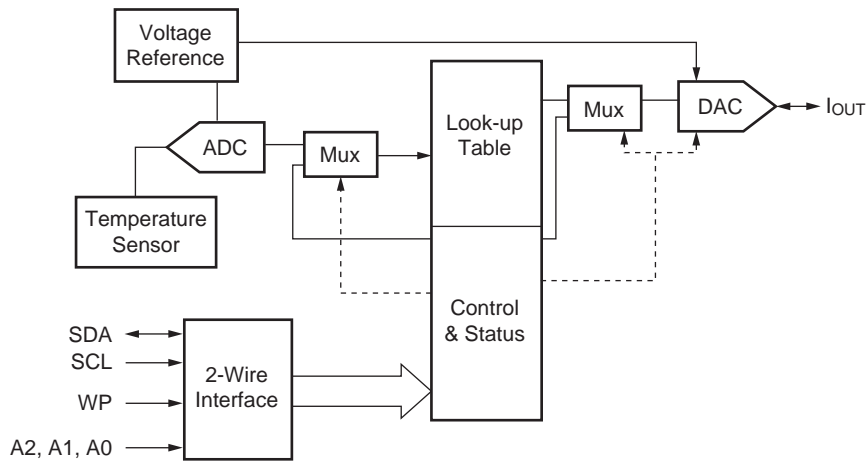 Voltage
Reference
ADC
Mux
Look-up
Table
Mux
DAC
IOUT
Temperature
Sensor
Control
& Status
SDA
SCL
WP
A2, A1, A0
2-Wire
Interface